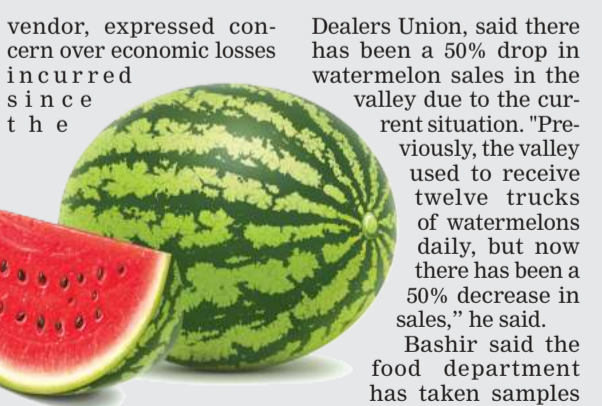 vendor, expressed con-
cern over economic losses
incurred
since
the
Dealers Union, said there
has been a 50% drop in
watermelon sales in the
valley due to the cur-
rent situation. "Pre-
viously, the valley
used to receive
twelve trucks
of watermelons
daily, but now
there has been a
50% decrease in
sales,” he said.
Bashir said the
food department
has taken samples